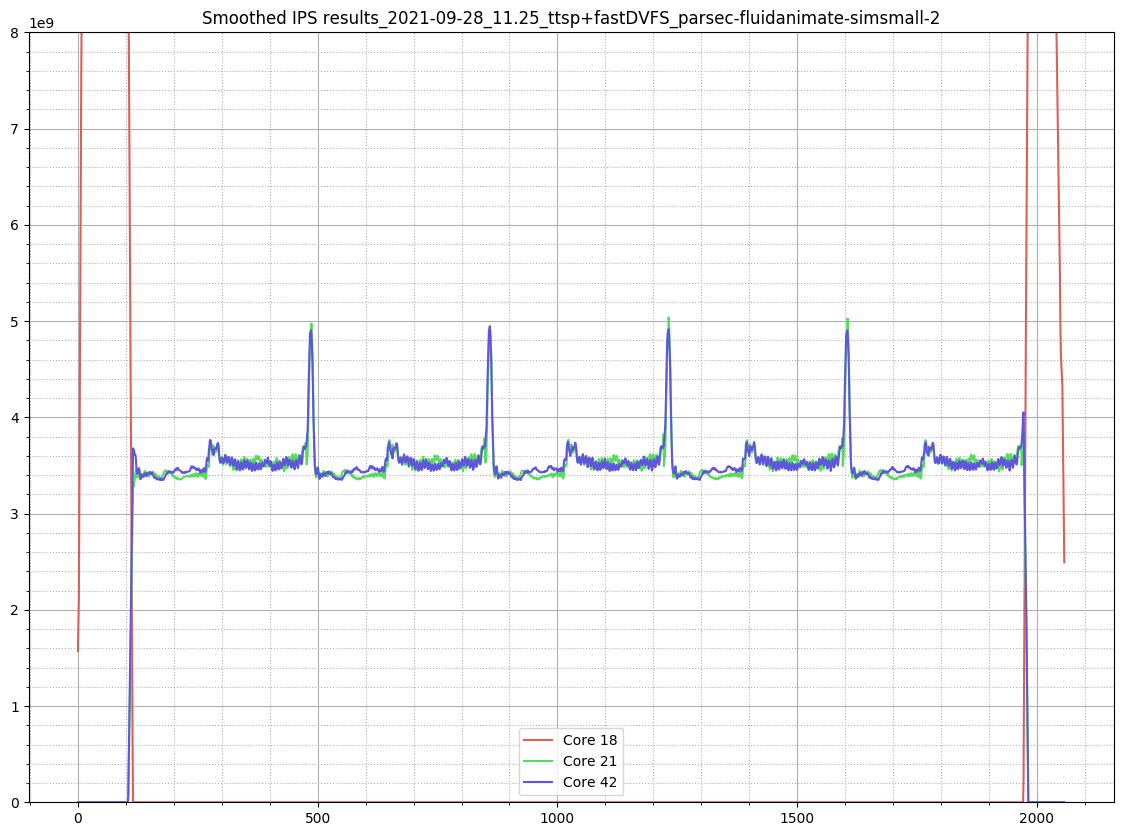 Smoothed IPS results_2021-09-28_11.25_ttsp+fastDVFS_parsec-fluidanimate-simsmall-2
1e9
8
7
6
5
4
3
2
1
0
Core 18
Core 21
Core 42
0 500 1000 1500 2000